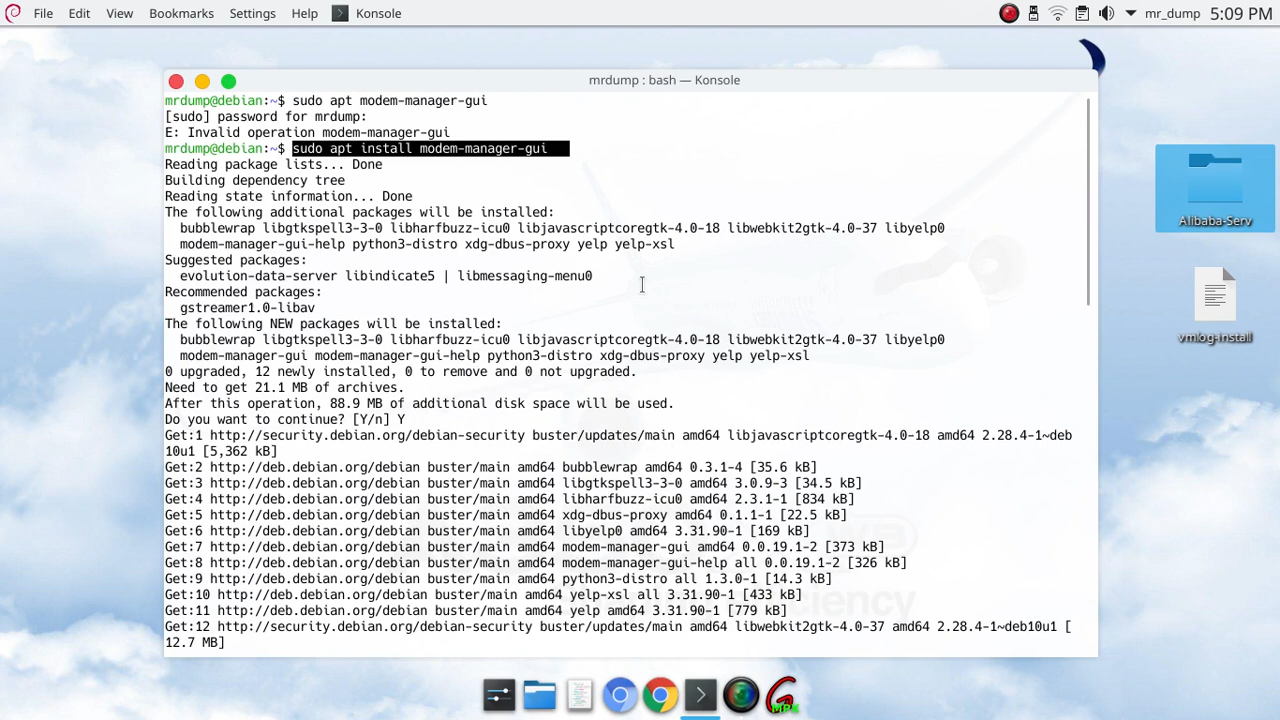 File Edit View Bookmarks Settings Help Konsole mr_dump 5:09 PM
mrdump : bash — Konsole
mrdump@debian:~$ sudo apt modem-manager-gui
[sudo] password for mrdump:
E: Invalid operation modem-manager-gui
mrdump@debian:~$ sudo apt install modem-manager-gui
Reading package lists... Done
Building dependency tree
Reading state information... Done
The following additional packages will be installed:
bubblewrap libgtkspell3-3-0 libharfbuzz-icu0 libjavascriptcoregtk-4.0-18 libwebkit2gtk-4.0-37 libyelp0
modem-manager-gui-help python3-distro xdg-dbus-proxy yelp yelp-xsl
Suggested packages:
evolution-data-server libindicate5 | libmessaging-menu0
Recommended packages:
gstreamer1.0-libav
The following NEW packages will be installed:
bubblewrap libgtkspell3-3-0 libharfbuzz-icu0 libjavascriptcoregtk-4.0-18 libwebkit2gtk-4.0-37 libyelp0
modem-manager-gui modem-manager-gui-help python3-distro xdg-dbus-proxy yelp yelp-xsl
0 upgraded, 12 newly installed, 0 to remove and 0 not upgraded.
Need to get 21.1 MB of archives.
After this operation, 88.9 MB of additional disk space will be used.
Do you want to continue? [Y/n] Y
Get:1 http://security.debian.org/debian-security buster/updates/main amd64 libjavascriptcoregtk-4.0-18 amd64 2.28.4-1~deb
10u1 [5,362 kB]
Get:2 http://deb.debian.org/debian buster/main amd64 bubblewrap amd64 0.3.1-4 [35.6 kB]
Get:3 http://deb.debian.org/debian buster/main amd64 libgtkspell3-3-0 amd64 3.0.9-3 [34.5 kB]
Get:4 http://deb.debian.org/debian buster/main amd64 libharfbuzz-icu0 amd64 2.3.1-1 [834 kB]
Get:5 http://deb.debian.org/debian buster/main amd64 xdg-dbus-proxy amd64 0.1.1-1 [22.5 kB]
Get:6 http://deb.debian.org/debian buster/main amd64 libyelp0 amd64 3.31.90-1 [169 kB]
Get:7 http://deb.debian.org/debian buster/main amd64 modem-manager-gui amd64 0.0.19.1-2 [373 kB]
Get:8 http://deb.debian.org/debian buster/main amd64 modem-manager-gui-help all 0.0.19.1-2 [326 kB]
Get:9 http://deb.debian.org/debian buster/main amd64 python3-distro all 1.3.0-1 [14.3 kB]
Get:10 http://deb.debian.org/debian buster/main amd64 yelp-xsl all 3.31.90-1 [433 kB]
Get:11 http://deb.debian.org/debian buster/main amd64 yelp amd64 3.31.90-1 [779 kB]
Get:12 http://security.debian.org/debian-security buster/updates/main amd64 libwebkit2gtk-4.0-37 amd64 2.28.4-1~deb10u1 [
12.7 MB]
Alibaba-Serv
vmlog-install